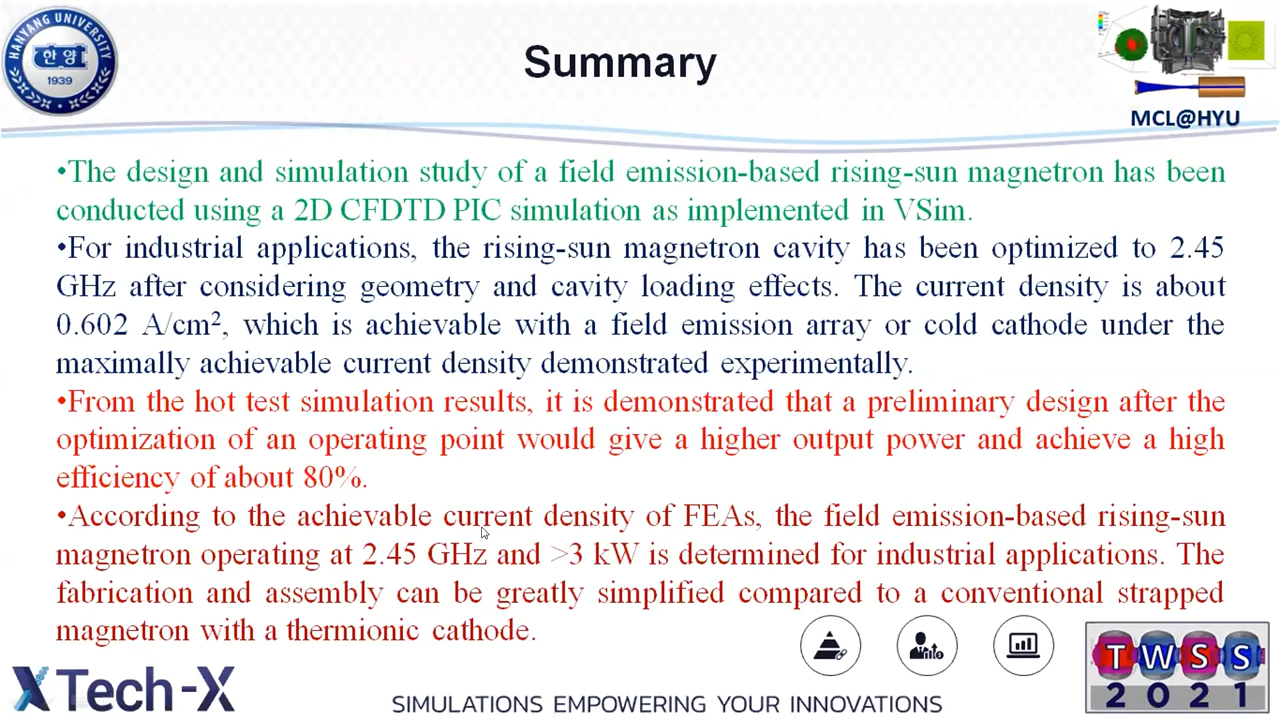 HANYANG UNIVERSITY
한양
1939
Summary
MCL@HYU
•The design and simulation study of a field emission-based rising-sun magnetron has been
conducted using a 2D CFDTD PIC simulation as implemented in VSim.
•For industrial applications, the rising-sun magnetron cavity has been optimized to 2.45
GHz after considering geometry and cavity loading effects. The current density is about
0.602 A/cm², which is achievable with a field emission array or cold cathode under the
maximally achievable current density demonstrated experimentally.
•From the hot test simulation results, it is demonstrated that a preliminary design after the
optimization of an operating point would give a higher output power and achieve a high
efficiency of about 80%.
•According to the achievable current density of FEAs, the field emission-based rising-sun
magnetron operating at 2.45 GHz and >3 kW is determined for industrial applications. The
fabrication and assembly can be greatly simplified compared to a conventional strapped
magnetron with a thermionic cathode.
Tech-X
SIMULATIONS EMPOWERING YOUR INNOVATIONS
TWSS
2021